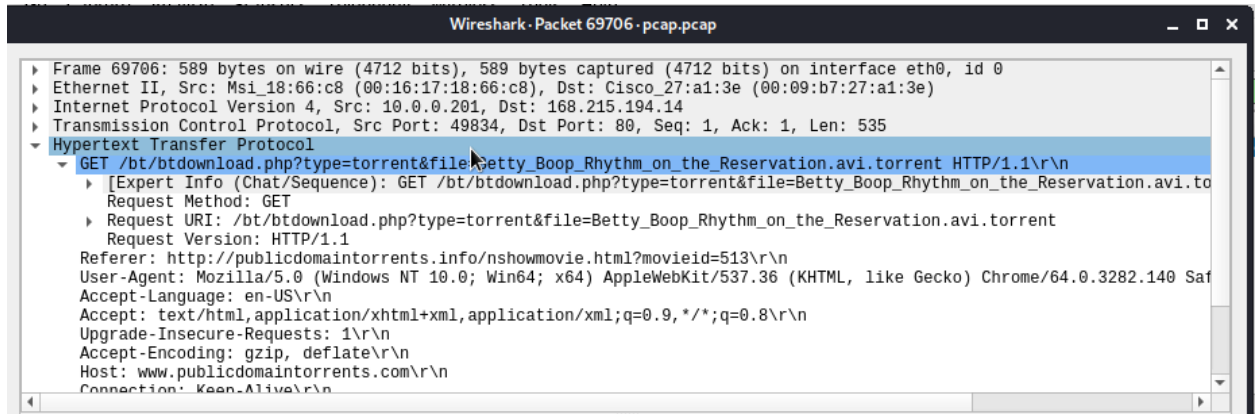 Wireshark · Packet 69706 · pcap.pcap
Frame 69706: 589 bytes on wire (4712 bits), 589 bytes captured (4712 bits) on interface eth0, id 0
Ethernet II, Src: Msi_18:66:c8 (00:16:17:18:66:c8), Dst: Cisco_27:a1:3e (00:09:b7:27:a1:3e)
Internet Protocol Version 4, Src: 10.0.0.201, Dst: 168.215.194.14
Transmission Control Protocol, Src Port: 49834, Dst Port: 80, Seq: 1, Ack: 1, Len: 535
Hypertext Transfer Protocol
GET /bt/btdownload.php?type=torrent&file=Betty_Boop_Rhythm_on_the_Reservation.avi.torrent HTTP/1.1\r\n
[Expert Info (Chat/Sequence): GET /bt/btdownload.php?type=torrent&file=Betty_Boop_Rhythm_on_the_Reservation.avi.to
Request Method: GET
Request URI: /bt/btdownload.php?type=torrent&file=Betty_Boop_Rhythm_on_the_Reservation.avi.torrent
Request Version: HTTP/1.1
Referer: http://publicdomaintorrents.info/nshowmovie.html?movieid=513\r\n
User-Agent: Mozilla/5.0 (Windows NT 10.0; Win64; x64) AppleWebKit/537.36 (KHTML, like Gecko) Chrome/64.0.3282.140 Saf
Accept-Language: en-US\r\n
Accept: text/html,application/xhtml+xml,application/xml;q=0.9,*/*;q=0.8\r\n
Upgrade-Insecure-Requests: 1\r\n
Accept-Encoding: gzip, deflate\r\n
Host: www.publicdomaintorrents.com\r\n
Connection: Keep-Alive\r\n